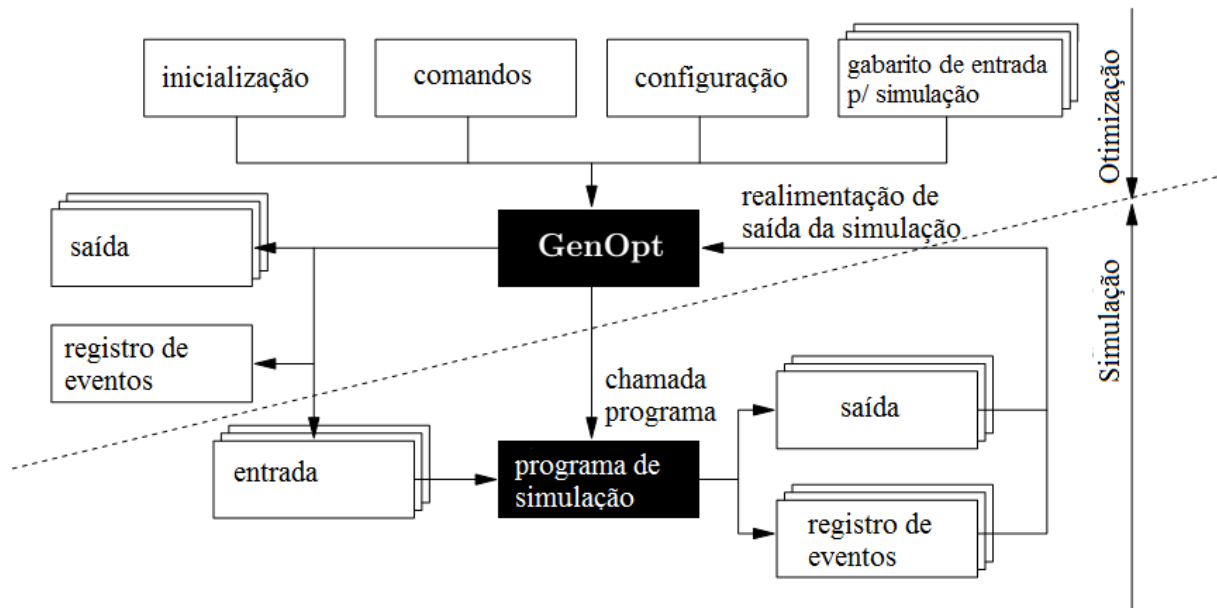 inicialização
comandos
configuração
gabarito de entrada
p/ simulação
Otimização
realimentação de
saída da simulação
saída
GenOpt
Simulação
registro de
eventos
chamada
programa
saída
entrada
programa de
simulação
registro de
eventos